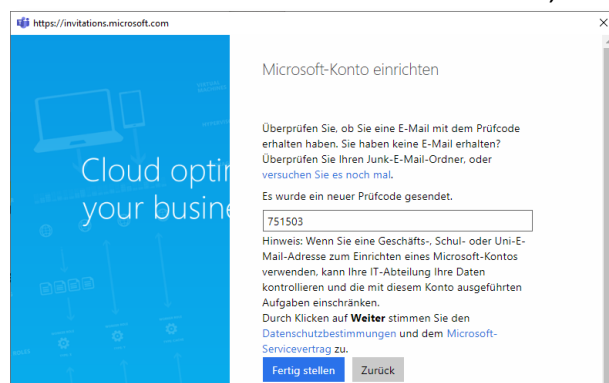 https://invitations.microsoft.com
Microsoft-Konto einrichten
Überprüfen Sie, ob Sie eine E-Mail mit dem Prüfcode
erhalten haben. Sie haben keine E-Mail erhalten?
Überprüfen Sie Ihren Junk-E-Mail-Ordner, oder
versuchen Sie es noch mal.
Es wurde ein neuer Prüfcode gesendet.
751503
Hinweis: Wenn Sie eine Geschäfts-, Schul- oder Uni-E-
Mail-Adresse zum Einrichten eines Microsoft-Kontos
verwenden, kann Ihre IT-Abteilung Ihre Daten
kontrollieren und die mit diesem Konto ausgeführten
Aufgaben einschränken.
Durch Klicken auf Weiter stimmen Sie den
Datenschutzbestimmungen und dem Microsoft-
Servicevertrag zu.
Fertig stellen
Zurück
Cloud optir
your busine